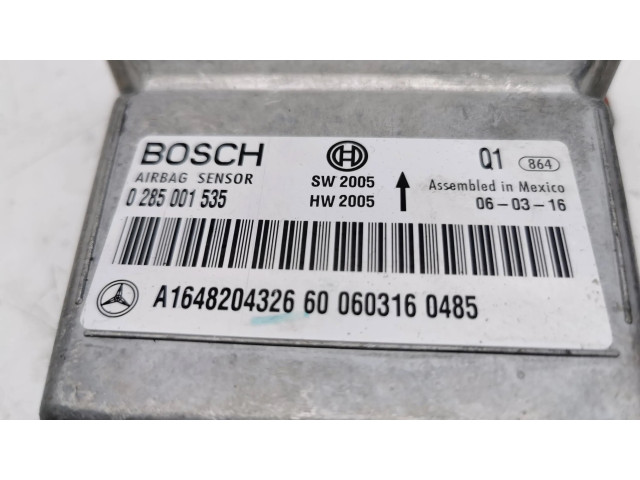 BOSCH
AIRBAG SENSOR
0 285 001 535
SW 2005
HW 2005
Q1 864
Assembled in Mexico
06-03-16
A1648204326 60 060316 0485